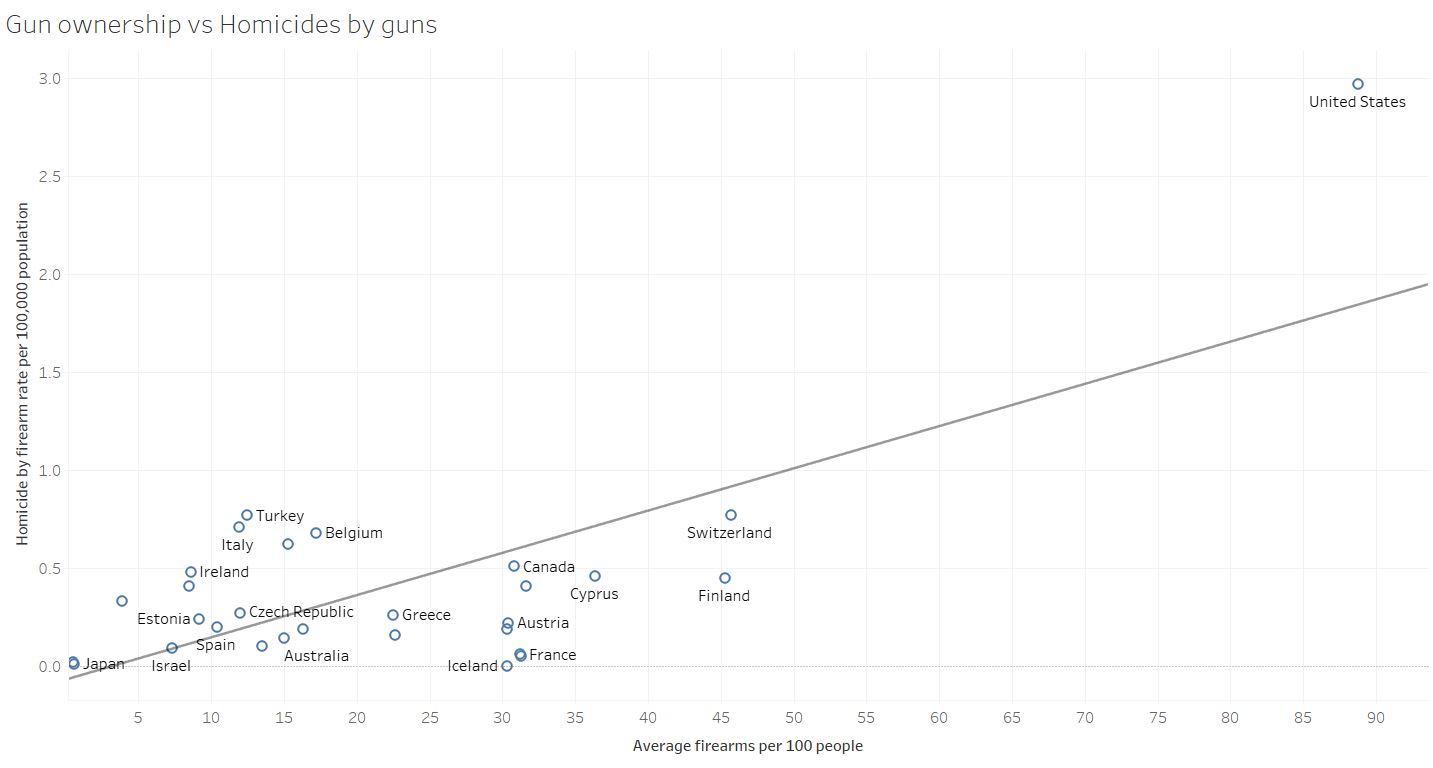 Gun ownership vs Homicides by guns
Homicide by firearm rate per 100,000 population
3.0
2.5
2.0
1.5
1.0
0.5
0.0
United States
Turkey
Italy
Belgium
Switzerland
Ireland
Canada
Cyprus
Finland
Estonia
Czech Republic
Greece
Austria
Spain
Australia
France
Japan
Israel
Iceland
5 10 15 20 25 30 35 40 45 50 55 60 65 70 75 80 85 90
Average firearms per 100 people